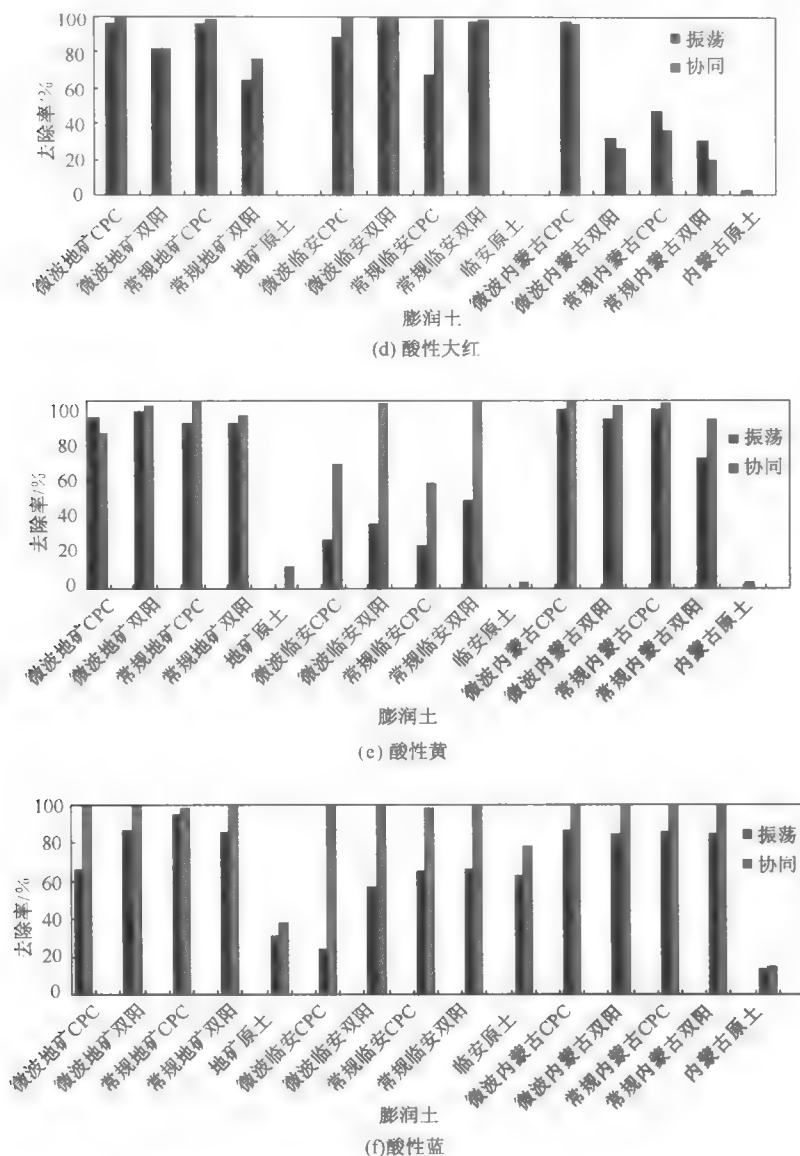 100
80
60
40
20
0
去除率/%
振荡
协同
微波地矿CPC
微波地矿双阳
常规地矿CPC
常规地矿双阳
地矿原土
微波临安CPC
微波临安双阳
常规临安CPC
常规临安双阳
临安原土
微波内蒙古CPC
微波内蒙古双阳
常规内蒙古CPC
常规内蒙古双阳
内蒙古原土
膨润土
(d) 酸性大红
100
80
60
40
20
0
去除率/%
振荡
协同
微波地矿CPC
微波地矿双阳
常规地矿CPC
常规地矿双阳
地矿原土
微波临安CPC
微波临安双阳
常规临安CPC
常规临安双阳
临安原土
微波内蒙古CPC
微波内蒙古双阳
常规内蒙古CPC
常规内蒙古双阳
内蒙古原土
膨润土
(e) 酸性黄
100
80
60
40
20
0
去除率/%
振荡
协同
微波地矿CPC
微波地矿双阳
常规地矿CPC
常规地矿双阳
地矿原土
微波临安CPC
微波临安双阳
常规临安CPC
常规临安双阳
临安原土
微波内蒙古CPC
微波内蒙古双阳
常规内蒙古CPC
常规内蒙古双阳
内蒙古原土
膨润土
(f)酸性蓝